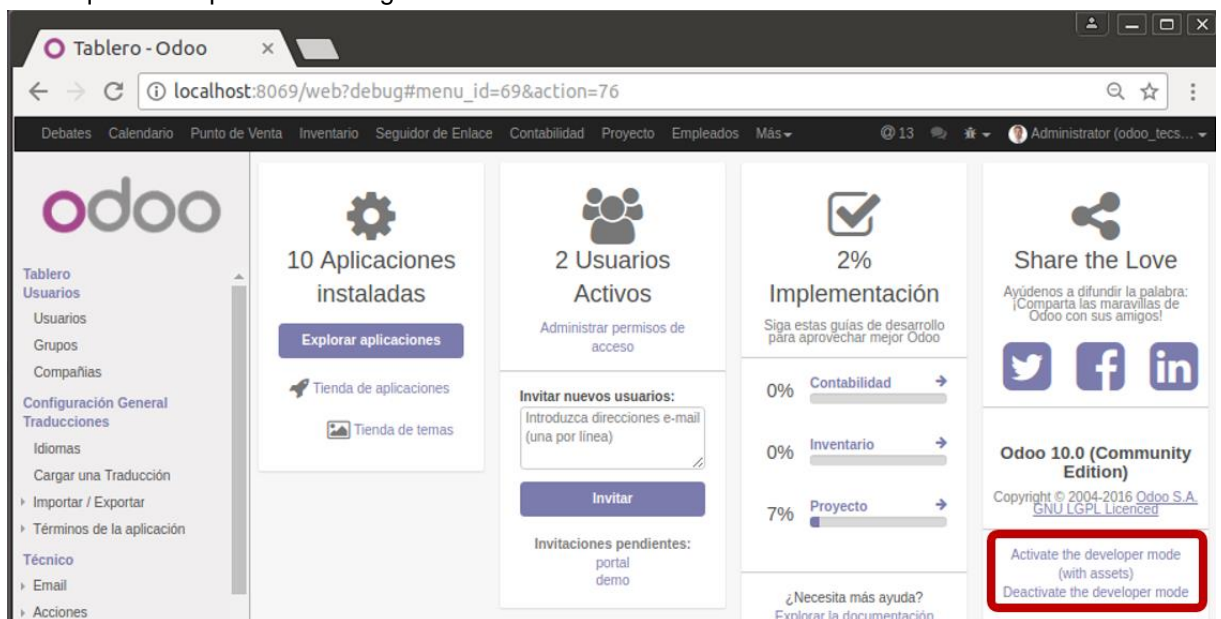 Tablero - Odoo
localhost:8069/web?debug#menu_id=69&action=76
Debates Calendario Punto de Venta Inventario Seguidor de Enlace Contabilidad Proyecto Empleados Más @ 13 Administrator (odoo_tecs...
odoo
Tablero
Usuarios
Usuarios
Grupos
Compañias
Configuración General
Traducciones
Idiomas
Cargar una Traducción
Importar / Exportar
Términos de la aplicación
Técnico
Email
Acciones
10 Aplicaciones
instaladas
Explorar aplicaciones
Tienda de aplicaciones
Tienda de temas
2 Usuarios
Activos
Administrar permisos de
acceso
Invitar nuevos usuarios:
Introduzca direcciones e-mail
(una por línea)
Invitar
Invitaciones pendientes:
portal
demo
2%
Implementación
Siga estas guías de desarrollo
para aprovechar mejor Odoo
0% Contabilidad
0% Inventario
7% Proyecto
¿Necesita más ayuda?
Explorar la documentación
Share the Love
Ayúdenos a difundir la palabra:
¡Comparta las maravillas de
Odoo con sus amigos!
Odoo 10.0 (Community
Edition)
Copyright © 2004-2016 Odoo S.A.
GNU LGPL Licenced
Activate the developer mode
(with assets)
Deactivate the developer mode